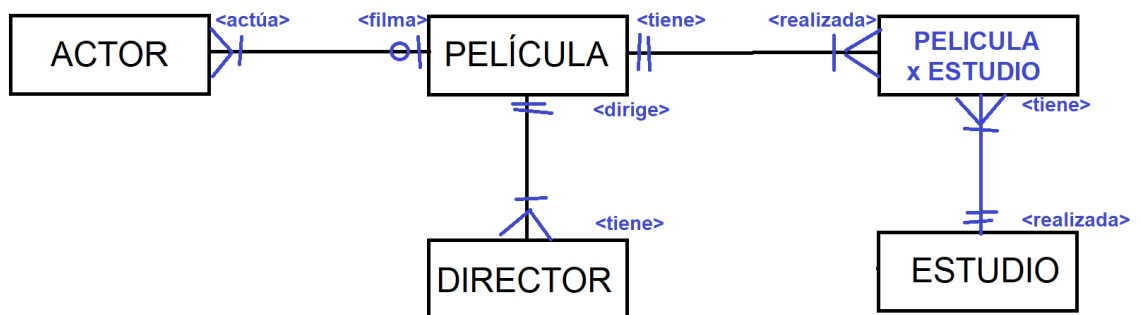 <actúa>
<filma>
<tiene>
<realizada>
ACTOR
PELÍCULA
PELICULA
x ESTUDIO
<dirige>
<tiene>
<tiene>
<realizada>
DIRECTOR
ESTUDIO